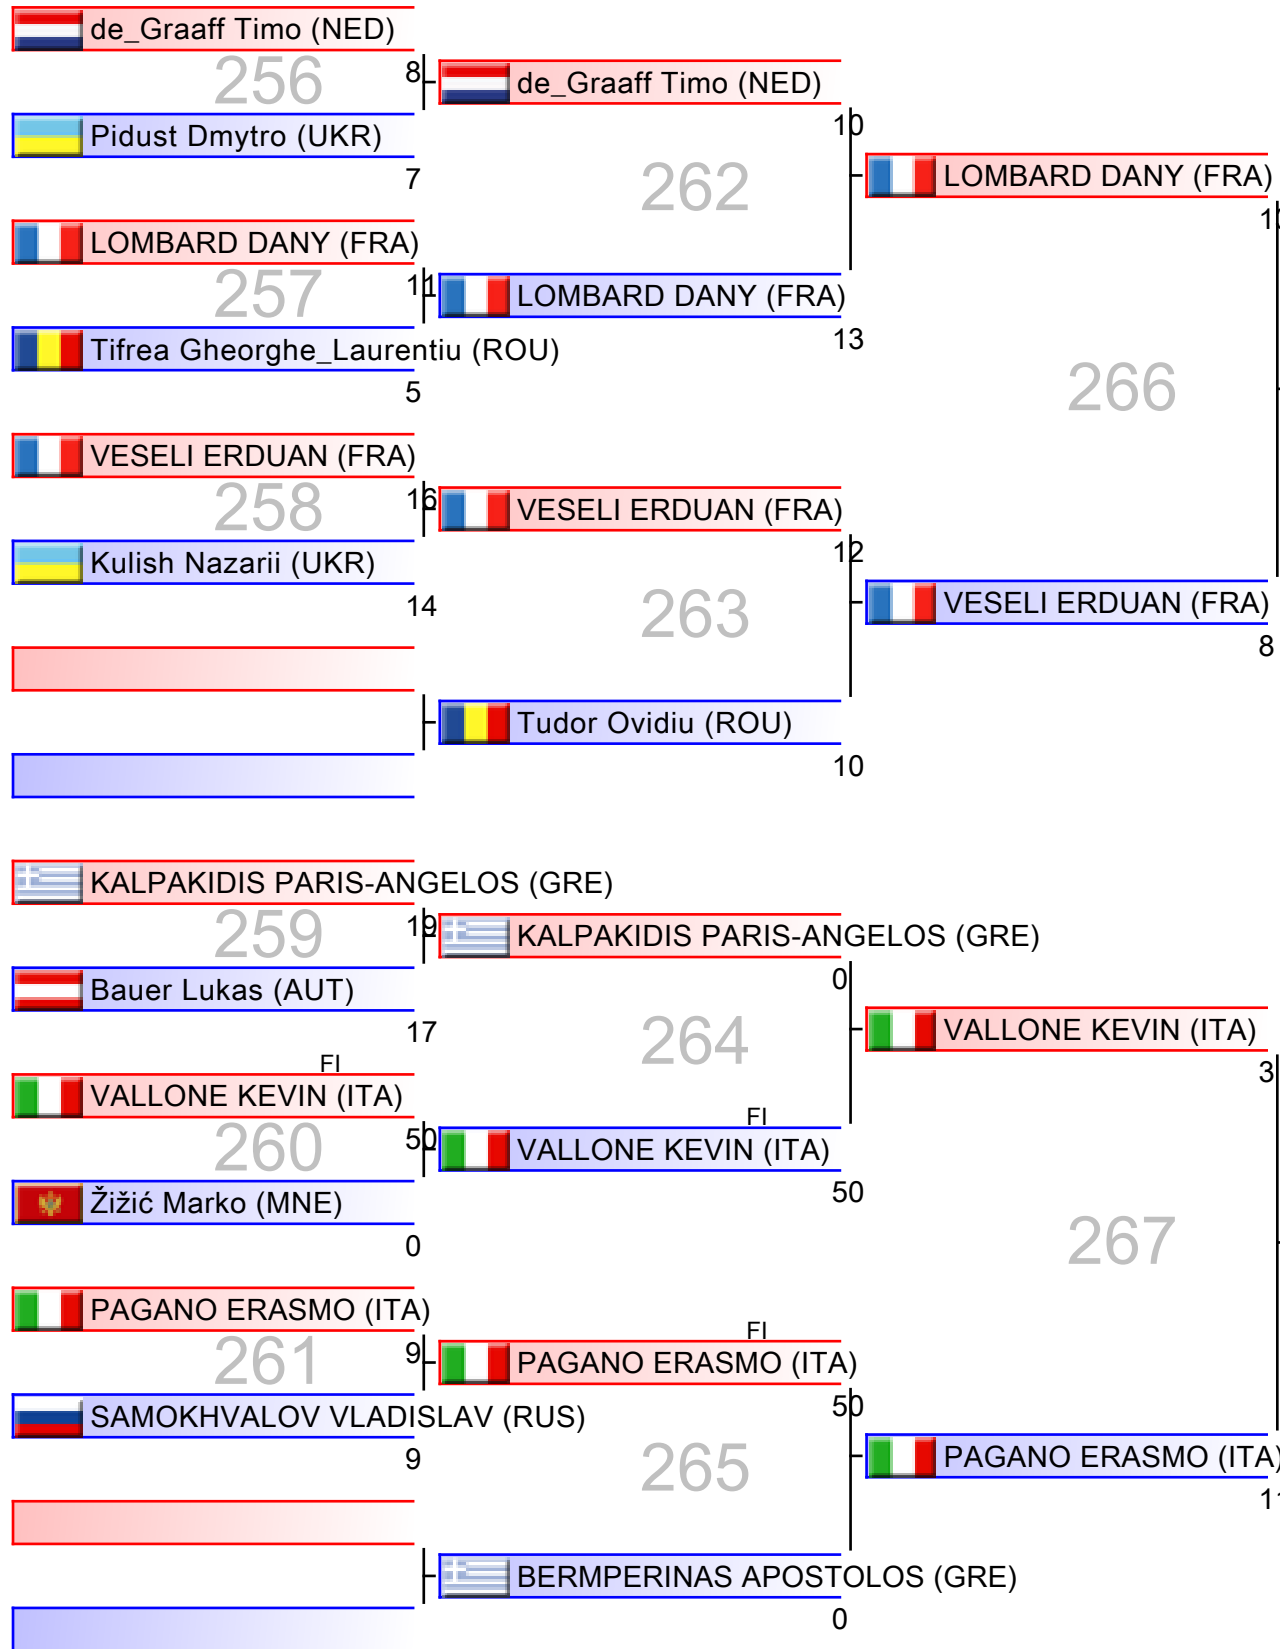 de_Graaff Timo (NED)
256
8
Pidust Dmytro (UKR)
7
LOMBARD DANY (FRA)
257
11
Tifrea Gheorghe_Laurentiu (ROU)
5
VESELI ERDUAN (FRA)
258
16
Kulish Nazarii (UKR)
14
KALPAKIDIS PARIS-ANGELOS (GRE)
259
19
Bauer Lukas (AUT)
17
FI
VALLONE KEVIN (ITA)
260
50
Žižić Marko (MNE)
0
PAGANO ERASMO (ITA)
261
9
SAMOKHVALOV VLADISLAV (RUS)
9
de_Graaff Timo (NED)
10
262
LOMBARD DANY (FRA)
13
VESELI ERDUAN (FRA)
12
263
Tudor Ovidiu (ROU)
10
KALPAKIDIS PARIS-ANGELOS (GRE)
0
264
FI
VALLONE KEVIN (ITA)
50
FI
PAGANO ERASMO (ITA)
50
265
BERMPERINAS APOSTOLOS (GRE)
0
LOMBARD DANY (FRA)
266
VESELI ERDUAN (FRA)
8
VALLONE KEVIN (ITA)
3
267
PAGANO ERASMO (ITA)
11